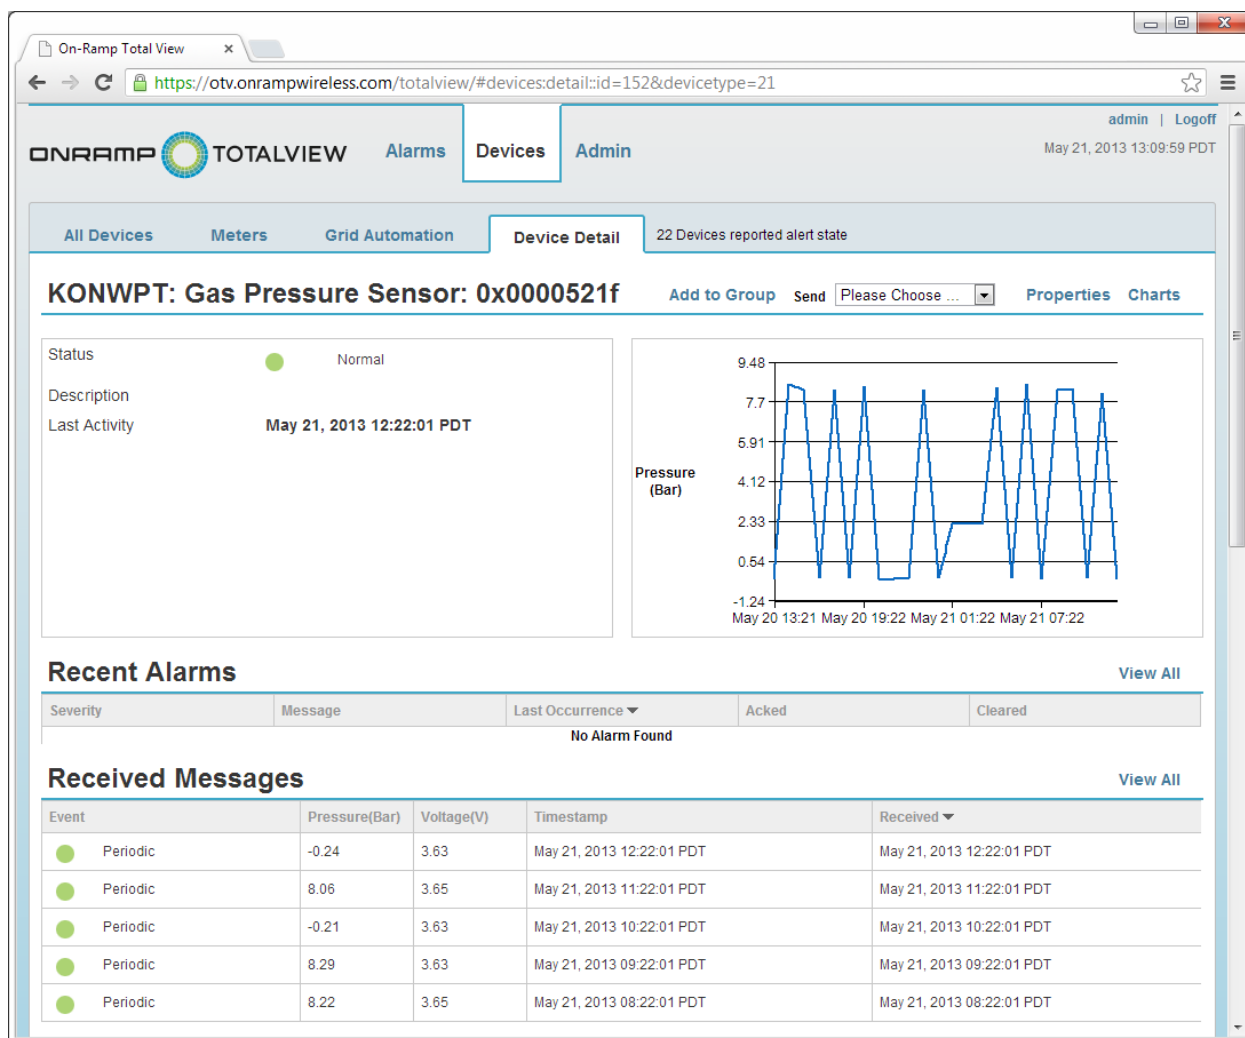 On-Ramp Total View
https://otv.onrampwireless.com/totalview/#devices:detail::id=152&devicetype=21
admin | Logoff
ONRAMP TOTALVIEW Alarms Devices Admin May 21, 2013 13:09:59 PDT
All Devices Meters Grid Automation Device Detail 22 Devices reported alert state
KONWPT: Gas Pressure Sensor: 0x0000521f Add to Group Send Please Choose ... Properties Charts
Status Normal
Description
Last Activity May 21, 2013 12:22:01 PDT
Pressure
(Bar)
9.48
7.7
5.91
4.12
2.33
0.54
-1.24
May 20 13:21 May 20 19:22 May 21 01:22 May 21 07:22
Recent Alarms View All
Severity Message Last Occurrence Acked Cleared
No Alarm Found
Received Messages View All
Event Pressure(Bar) Voltage(V) Timestamp Received
Periodic -0.24 3.63 May 21, 2013 12:22:01 PDT May 21, 2013 12:22:01 PDT
Periodic 8.06 3.65 May 21, 2013 11:22:01 PDT May 21, 2013 11:22:01 PDT
Periodic -0.21 3.63 May 21, 2013 10:22:01 PDT May 21, 2013 10:22:01 PDT
Periodic 8.29 3.63 May 21, 2013 09:22:01 PDT May 21, 2013 09:22:01 PDT
Periodic 8.22 3.65 May 21, 2013 08:22:01 PDT May 21, 2013 08:22:01 PDT